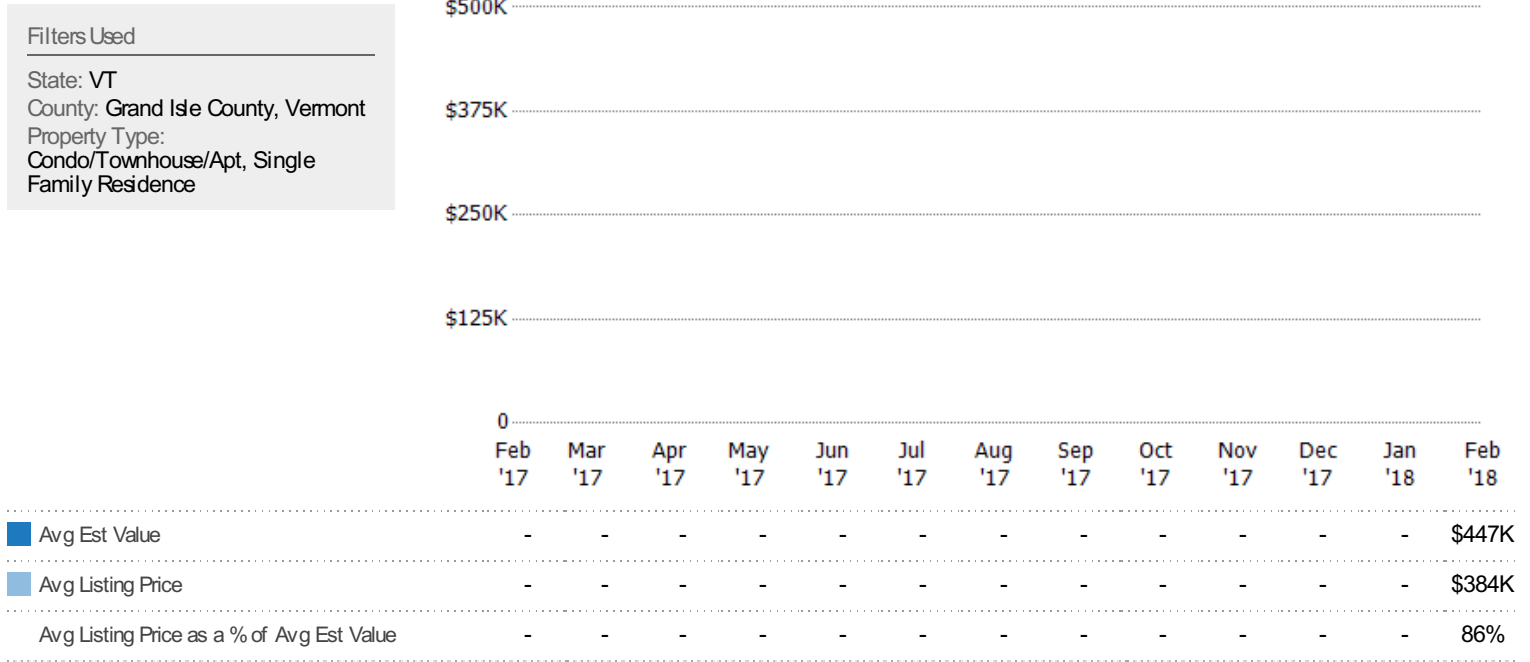 Filters Used
State: VT
County: Grand Isle County, Vermont
Property Type:
Condo/Townhouse/Apt, Single
Family Residence
$500K
$375K
$250K
$125K
0
Feb Mar Apr May Jun Jul Aug Sep Oct Nov Dec Jan Feb
'17 '17 '17 '17 '17 '17 '17 '17 '17 '17 '17 '18 '18
Avg Est Value - - - - - - - - - - - - $447K
Avg Listing Price - - - - - - - - - - - - $384K
Avg Listing Price as a % of Avg Est Value - - - - - - - - - - - - 86%